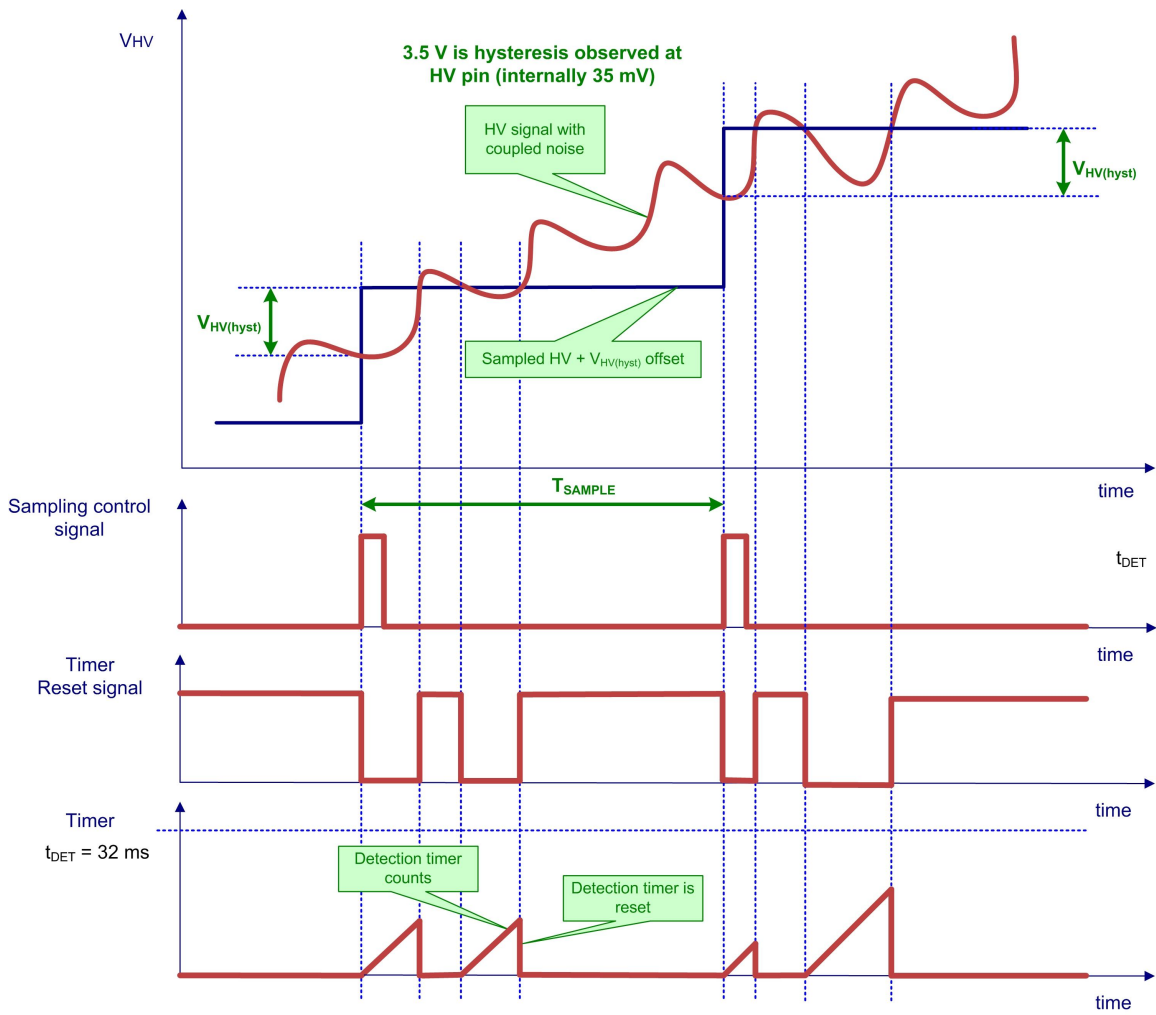 VHV
3.5 V is hysteresis observed at
HV pin (internally 35 mV)
HV signal with
coupled noise
VHV(hyst)
VHV(hyst)
Sampled HV + VHV(hyst) offset
time
TSAMPLE
Sampling control
signal
tDET
time
Timer
Reset signal
time
Timer
tDET = 32 ms
Detection timer
counts
Detection timer is
reset
time